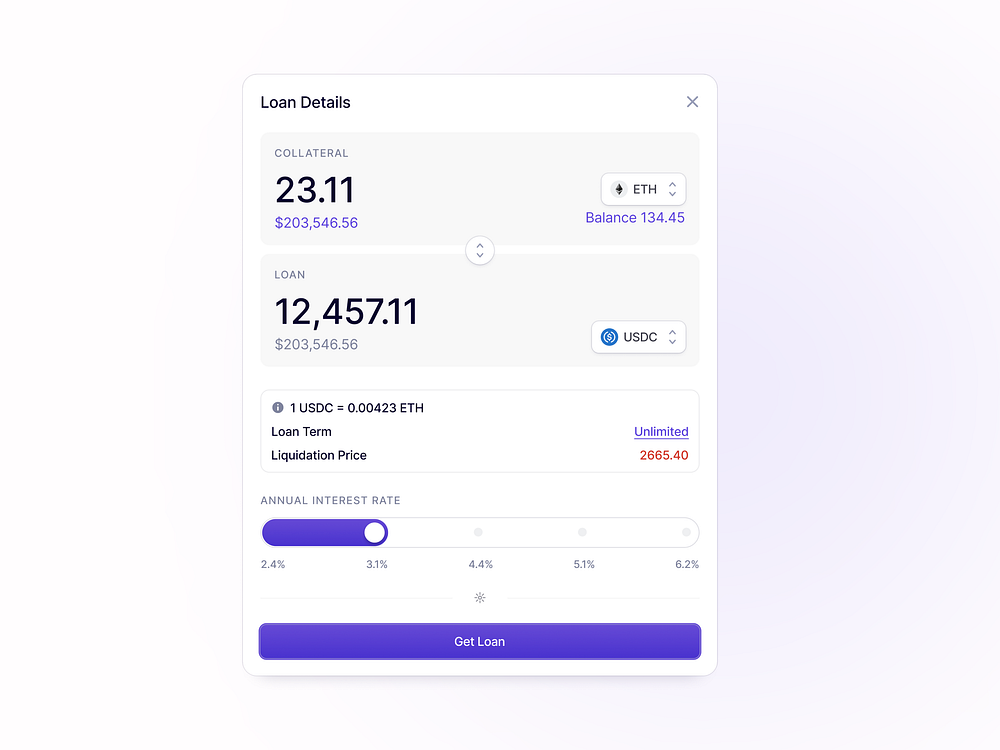 Loan Details
COLLATERAL
23.11
ETH
$203,546.56
Balance 134.45
LOAN
12,457.11
USDC
$203,546.56
1 USDC = 0.00423 ETH
Loan Term Unlimited
Liquidation Price 2665.40
ANNUAL INTEREST RATE
2.4% 3.1% 4.4% 5.1% 6.2%
Get Loan